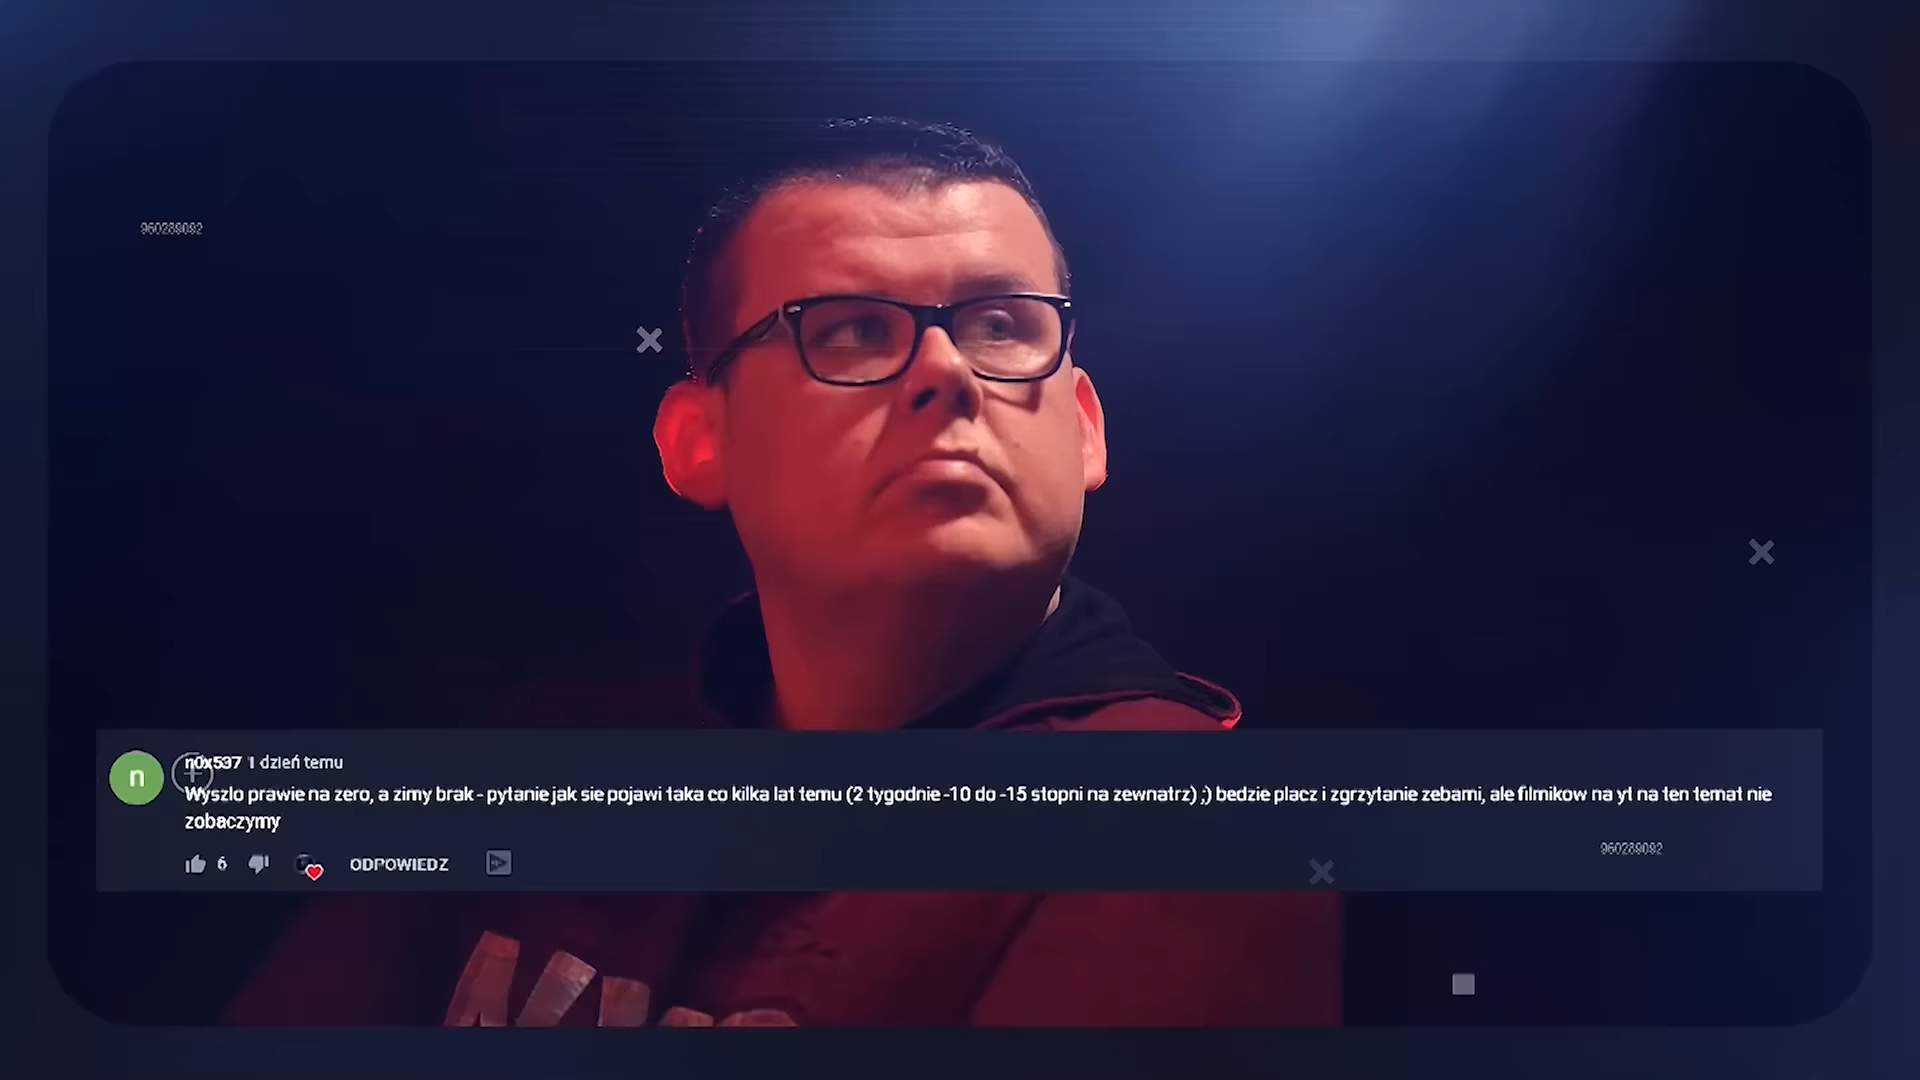 960289092
n0x537 1 dzień temu
Wyszlo prawie na zero, a zimy brak - pytanie jak sie pojawi taka co kilka lat temu (2 tygodnie -10 do -15 stopni na zewnatrz) ;) bedzie placz i zgrzytanie zebami, ale filmikow na yt na ten temat nie
zobaczymy
960289092
6 ODPOWIEDZ